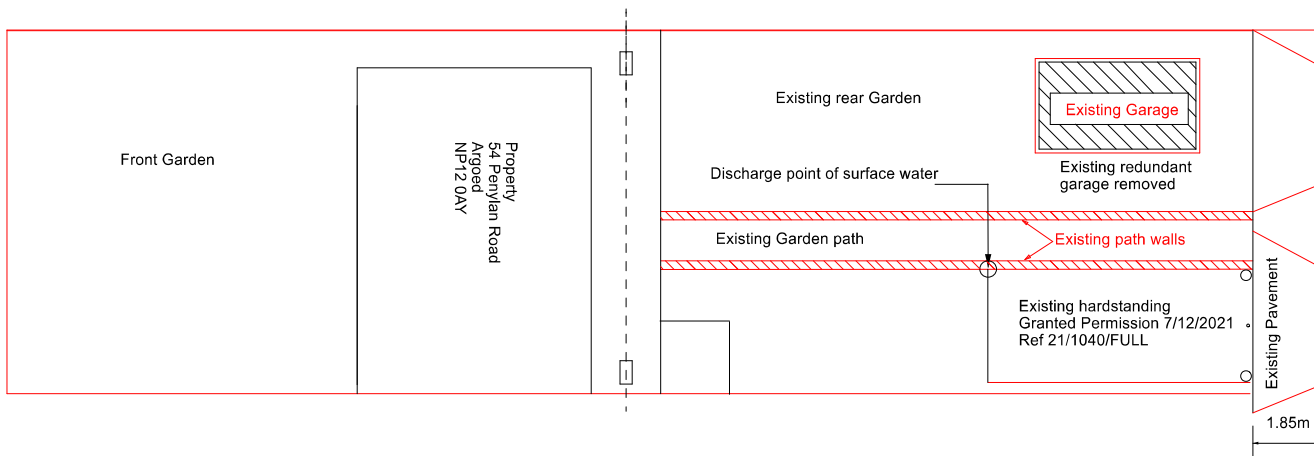 Front Garden
Property
54 Penylan Road
Argoed
NP12 0AY
Existing rear Garden
Existing Garage
Existing redundant
garage removed
Discharge point of surface water
Existing Garden path
Existing path walls
Existing hardstanding
Granted Permission 7/12/2021
Ref 21/1040/FULL
Existing Pavement
1.85m